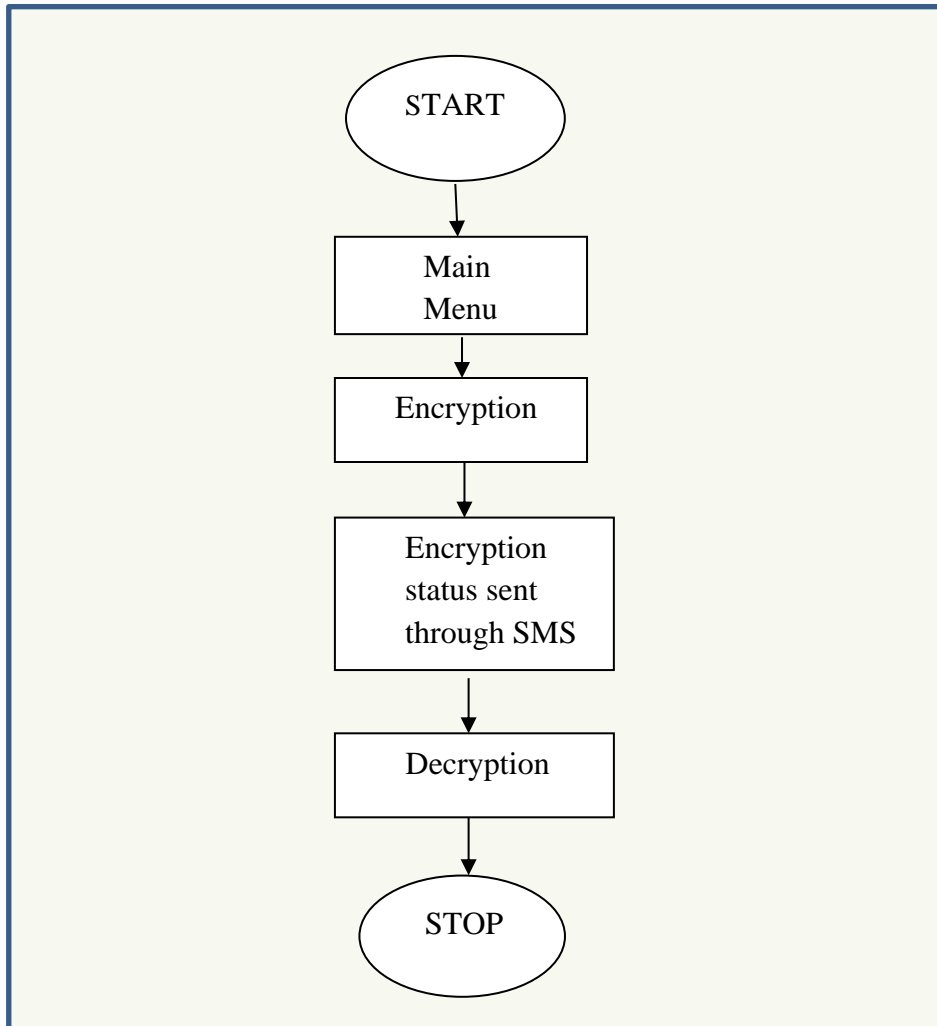 START
Main
Menu
Encryption
Encryption
status sent
through SMS
Decryption
STOP